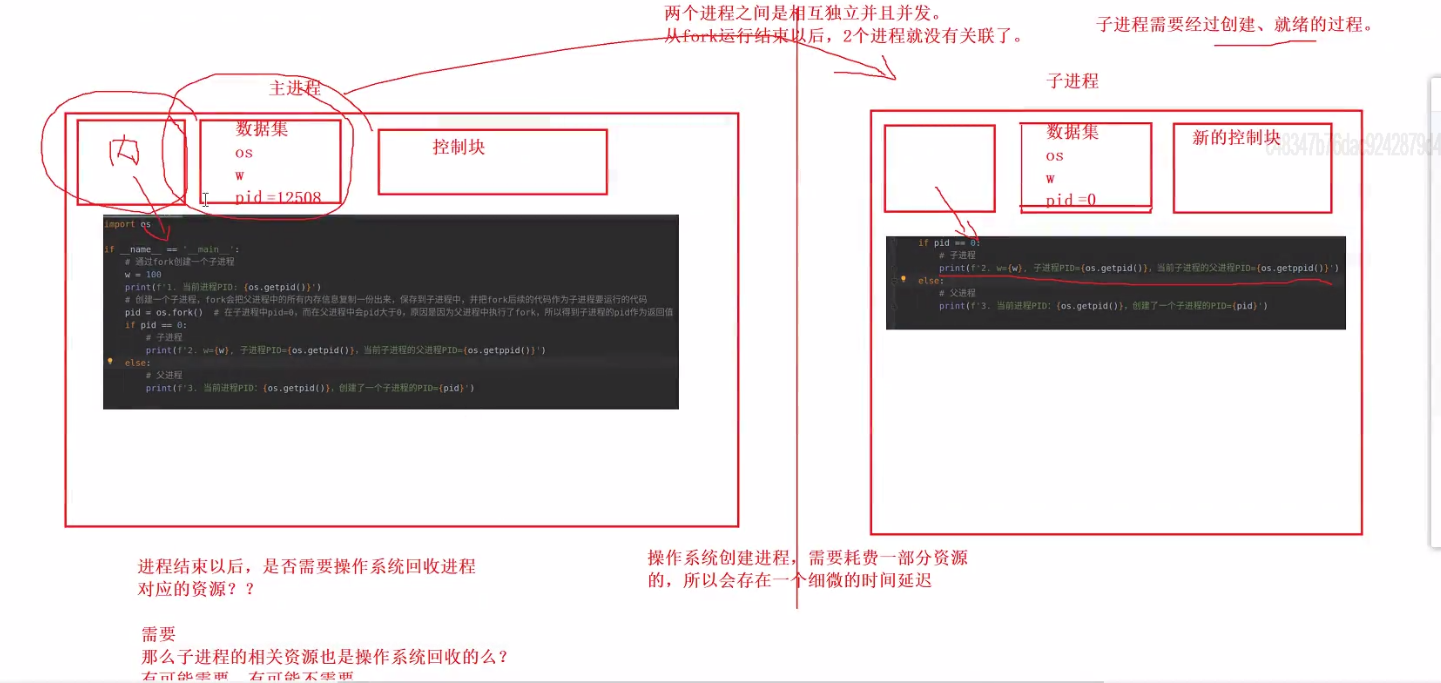 两个进程之间是相互独立并且并发。
从fork运行结束以后，2个进程就没有关联了。
子进程需要经过创建、就绪的过程。
主进程
内
数据集
os
w
pid =12508
控制块
import os
if __name__ == '__main__':
# 通过fork创建一个子进程
w = 100
print(f'1. 当前进程PID: {os.getpid()}')
# 创建一个子进程，fork会把父进程中的所有内存信息复制一份出来，保存到子进程中，并把fork后续的代码作为子进程要运行的代码
pid = os.fork()  # 在子进程中pid=0，而在父进程中会pid大于0，原因是因为父进程中执行了fork，所以得到子进程的pid作为返回值
if pid == 0:
# 子进程
print(f'2. w={w}, 子进程PID={os.getpid()}，当前子进程的父进程PID={os.getppid()}')
else:
# 父进程
print(f'3. 当前进程PID: {os.getpid()}，创建了一个子进程的PID={pid}')
子进程
数据集
os
w
pid =0
新的控制块
if pid == 0:
# 子进程
print(f'2. w={w}, 子进程PID={os.getpid()}，当前子进程的父进程PID={os.getppid()}')
else:
# 父进程
print(f'3. 当前进程PID: {os.getpid()}，创建了一个子进程的PID={pid}')
进程结束以后，是否需要操作系统回收进程
对应的资源？？
操作系统创建进程，需要耗费一部分资源
的，所以会存在一个细微的时间延迟
需要
那么子进程的相关资源也是操作系统回收的么？
有可能需要，有可能不需要